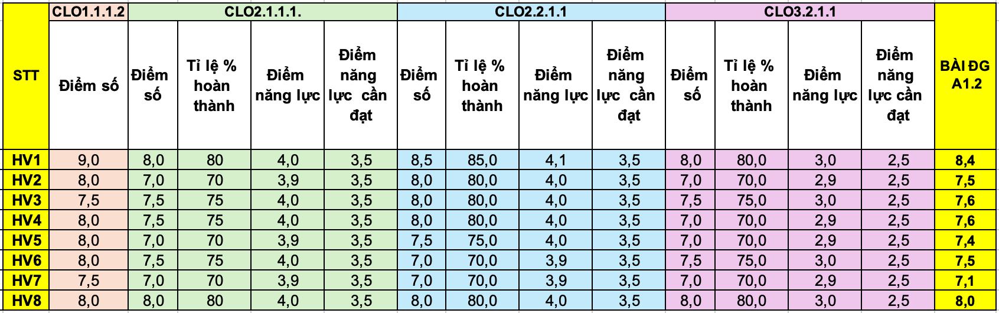 STT CLO1.1.1.2 CLO2.1.1.1. CLO2.2.1.1 CLO3.2.1.1 BÀI ĐG A1.2
Điểm số Điểm số Tỉ lệ % hoàn thành Điểm năng lực Điểm năng lực cần đạt Điểm số Tỉ lệ % hoàn thành Điểm năng lực Điểm năng lực cần đạt Điểm số Tỉ lệ % hoàn thành Điểm năng lực Điểm năng lực cần đạt
HV1 9,0 8,0 80 4,0 3,5 8,5 85,0 4,1 3,5 8,0 80,0 3,0 2,5 8,4
HV2 8,0 7,0 70 3,9 3,5 8,0 80,0 4,0 3,5 7,0 70,0 2,9 2,5 7,5
HV3 7,5 7,5 75 4,0 3,5 8,0 80,0 4,0 3,5 7,5 75,0 3,0 2,5 7,6
HV4 8,0 7,5 75 4,0 3,5 8,0 80,0 4,0 3,5 7,0 70,0 2,9 2,5 7,6
HV5 8,0 7,0 70 3,9 3,5 7,5 75,0 4,0 3,5 7,0 70,0 2,9 2,5 7,4
HV6 8,0 7,5 75 4,0 3,5 7,0 70,0 3,9 3,5 7,5 75,0 3,0 2,5 7,5
HV7 7,5 7,0 70 3,9 3,5 7,0 70,0 3,9 3,5 7,0 70,0 2,9 2,5 7,1
HV8 8,0 8,0 80 4,0 3,5 8,0 80,0 4,0 3,5 8,0 80,0 3,0 2,5 8,0